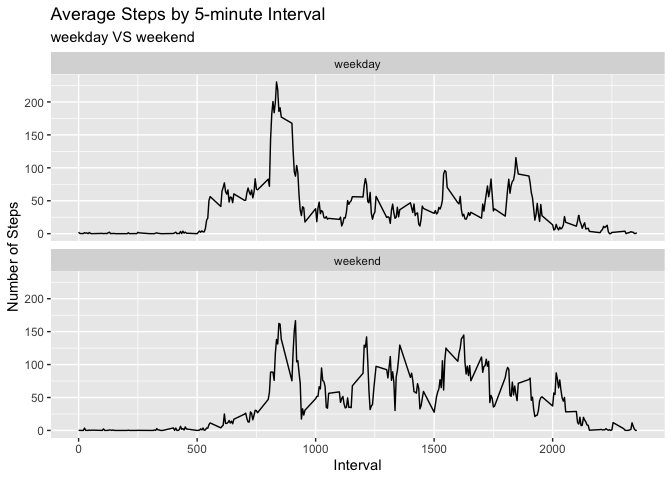 Average Steps by 5-minute Interval
weekday VS weekend
weekday
200
150
100
50
0
weekend
200
150
100
50
0
0 500 1000 1500 2000
Interval
Number of Steps